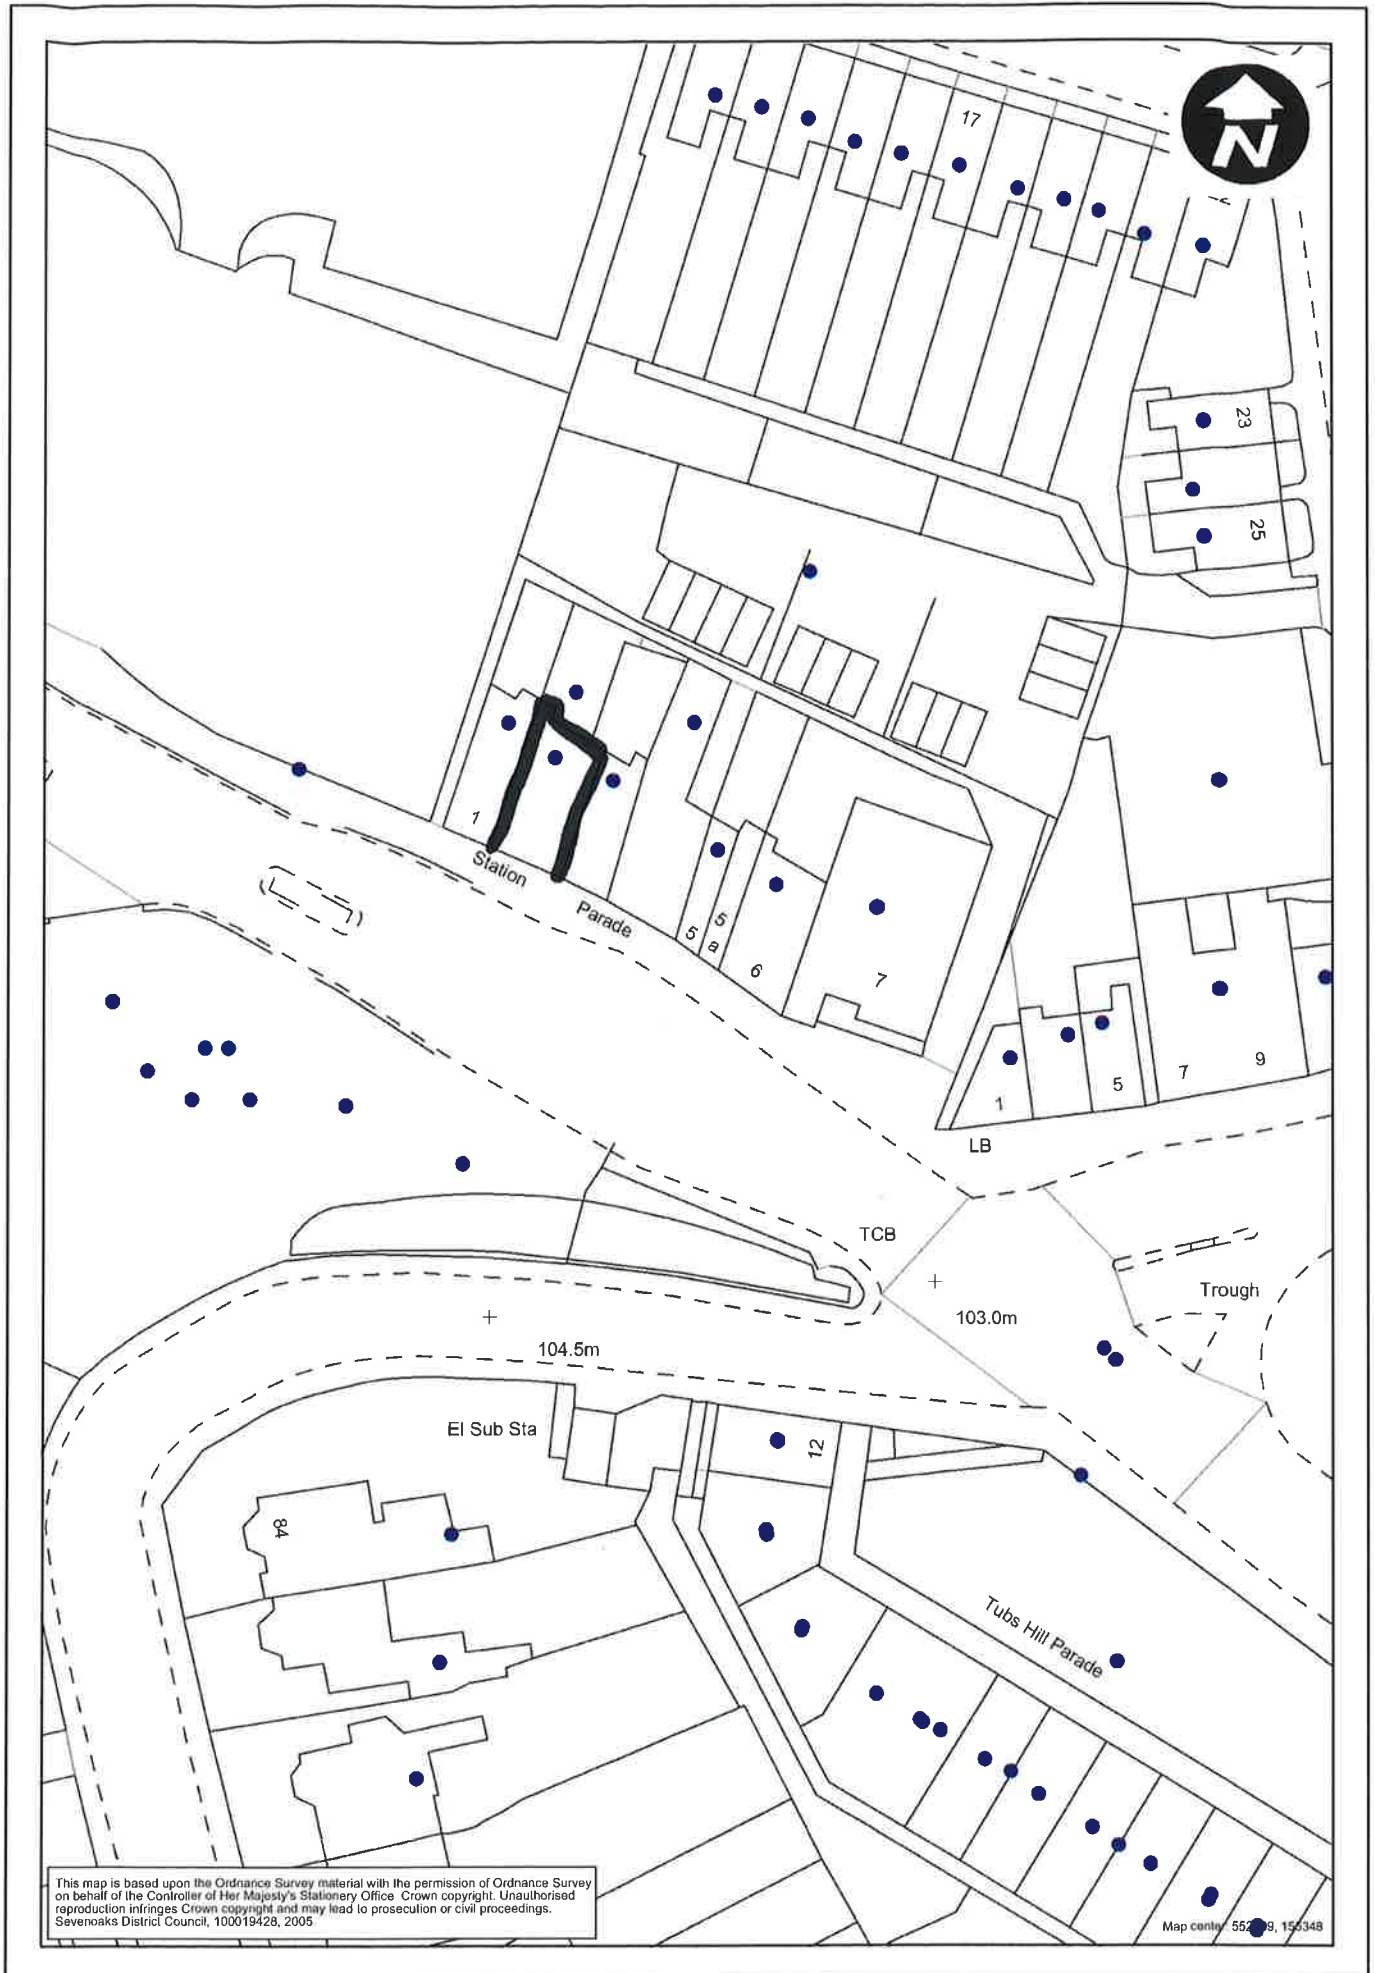 17
N
23
25
1
Station
Parade
5
5
a
6
7
1
5
7
9
LB
TCB
Trough
103.0m
104.5m
El Sub Sta
12
84
Tubs Hill Parade
This map is based upon the Ordnance Survey material with the permission of Ordnance Survey
on behalf of the Controller of Her Majesty's Stationery Office Crown copyright. Unauthorised
reproduction infringes Crown copyright and may lead to prosecution or civil proceedings.
Sevenoaks District Council, 100019428, 2005
Map center: 153348